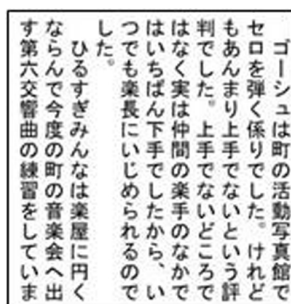 ゴーシュは町の活動写真館で
セロを弾く係りでした。けれど
もあんまり上手でないという評
判でした。上手でないどころで
はなく実は仲間の楽手のなかで
はいちばん下手でしたから、い
つでも楽長にいじめられるので
した。
ひるすぎみんなは楽屋に円く
ならんで今度の町の音楽会へ出
す第六交響曲の練習をしていま